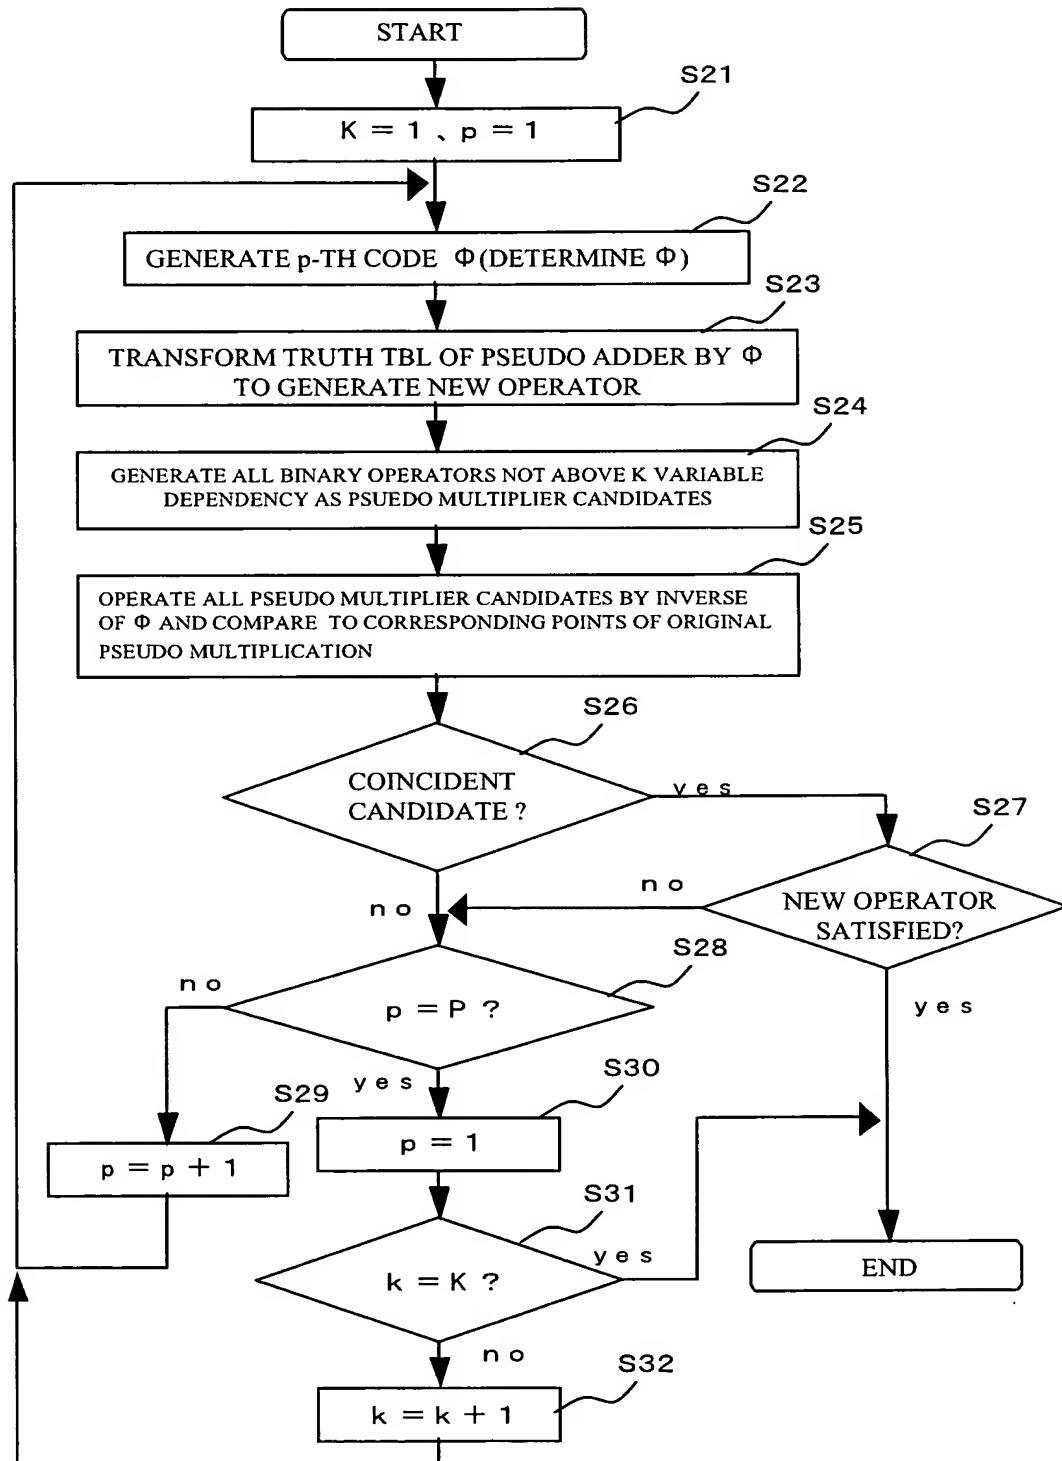 START
S21
K = 1 、 p = 1
S22
GENERATE p-TH CODE Φ(DETERMINE Φ)
S23
TRANSFORM TRUTH TBL OF PSEUDO ADDER BY Φ
TO GENERATE NEW OPERATOR
S24
GENERATE ALL BINARY OPERATORS NOT ABOVE K VARIABLE
DEPENDENCY AS PSUEDO MULTIPLIER CANDIDATES
S25
OPERATE ALL PSEUDO MULTIPLIER CANDIDATES BY INVERSE
OF Φ AND COMPARE TO CORRESPONDING POINTS OF ORIGINAL
PSEUDO MULTIPLICATION
S26
COINCIDENT
CANDIDATE ?
yes
S27
NEW OPERATOR
SATISFIED?
no
no
yes
S28
p = P ?
no
yes
S29
p = p + 1
S30
p = 1
S31
k = K ?
yes
END
no
S32
k = k + 1